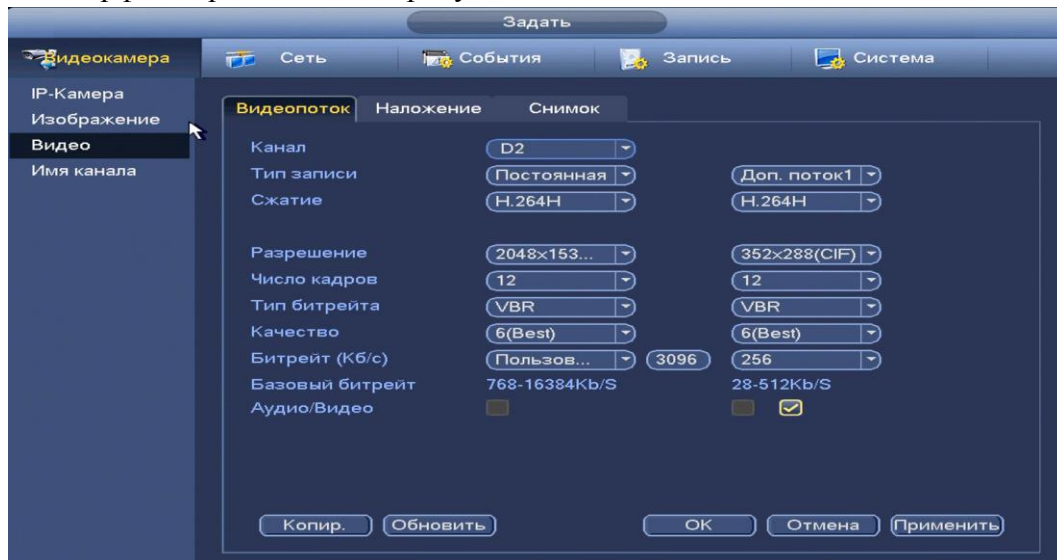 Задать
Видеокамера Сеть События Запись Система
IP-Камера
Изображение
Видео
Имя канала
Видеопоток Наложение Снимок
Канал D2
Тип записи Постоянная Доп. поток1
Сжатие H.264H H.264H
Разрешение 2048x153... 352x288(CIF)
Число кадров 12 12
Тип битрейта VBR VBR
Качество 6(Best) 6(Best)
Битрейт (Кб/с) Пользов... 3096 256
Базовый битрейт 768-16384Kb/S 28-512Kb/S
Аудио/Видео
Копир. Обновить OK Отмена Применить